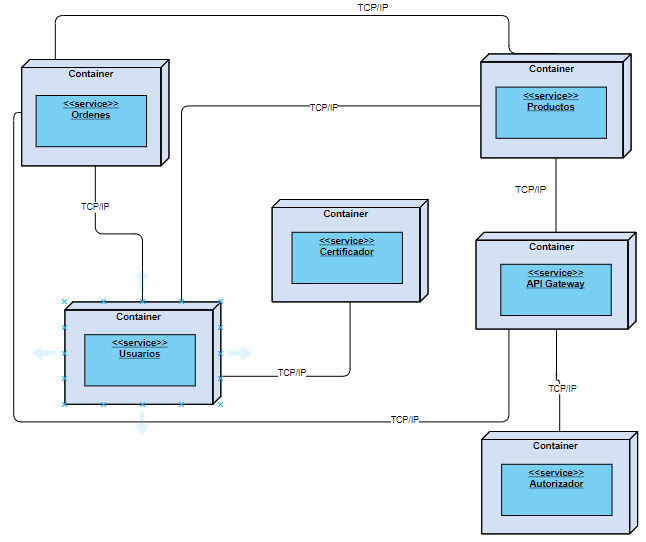 TCP/IP
Container
<<service>>
Ordenes
Container
<<service>>
Productos
TCP/IP
TCP/IP
TCP/IP
Container
<<service>>
Certificador
Container
<<service>>
API Gateway
Container
<<service>>
Usuarios
TCP/IP
TCP/IP
TCP/IP
Container
<<service>>
Autorizador